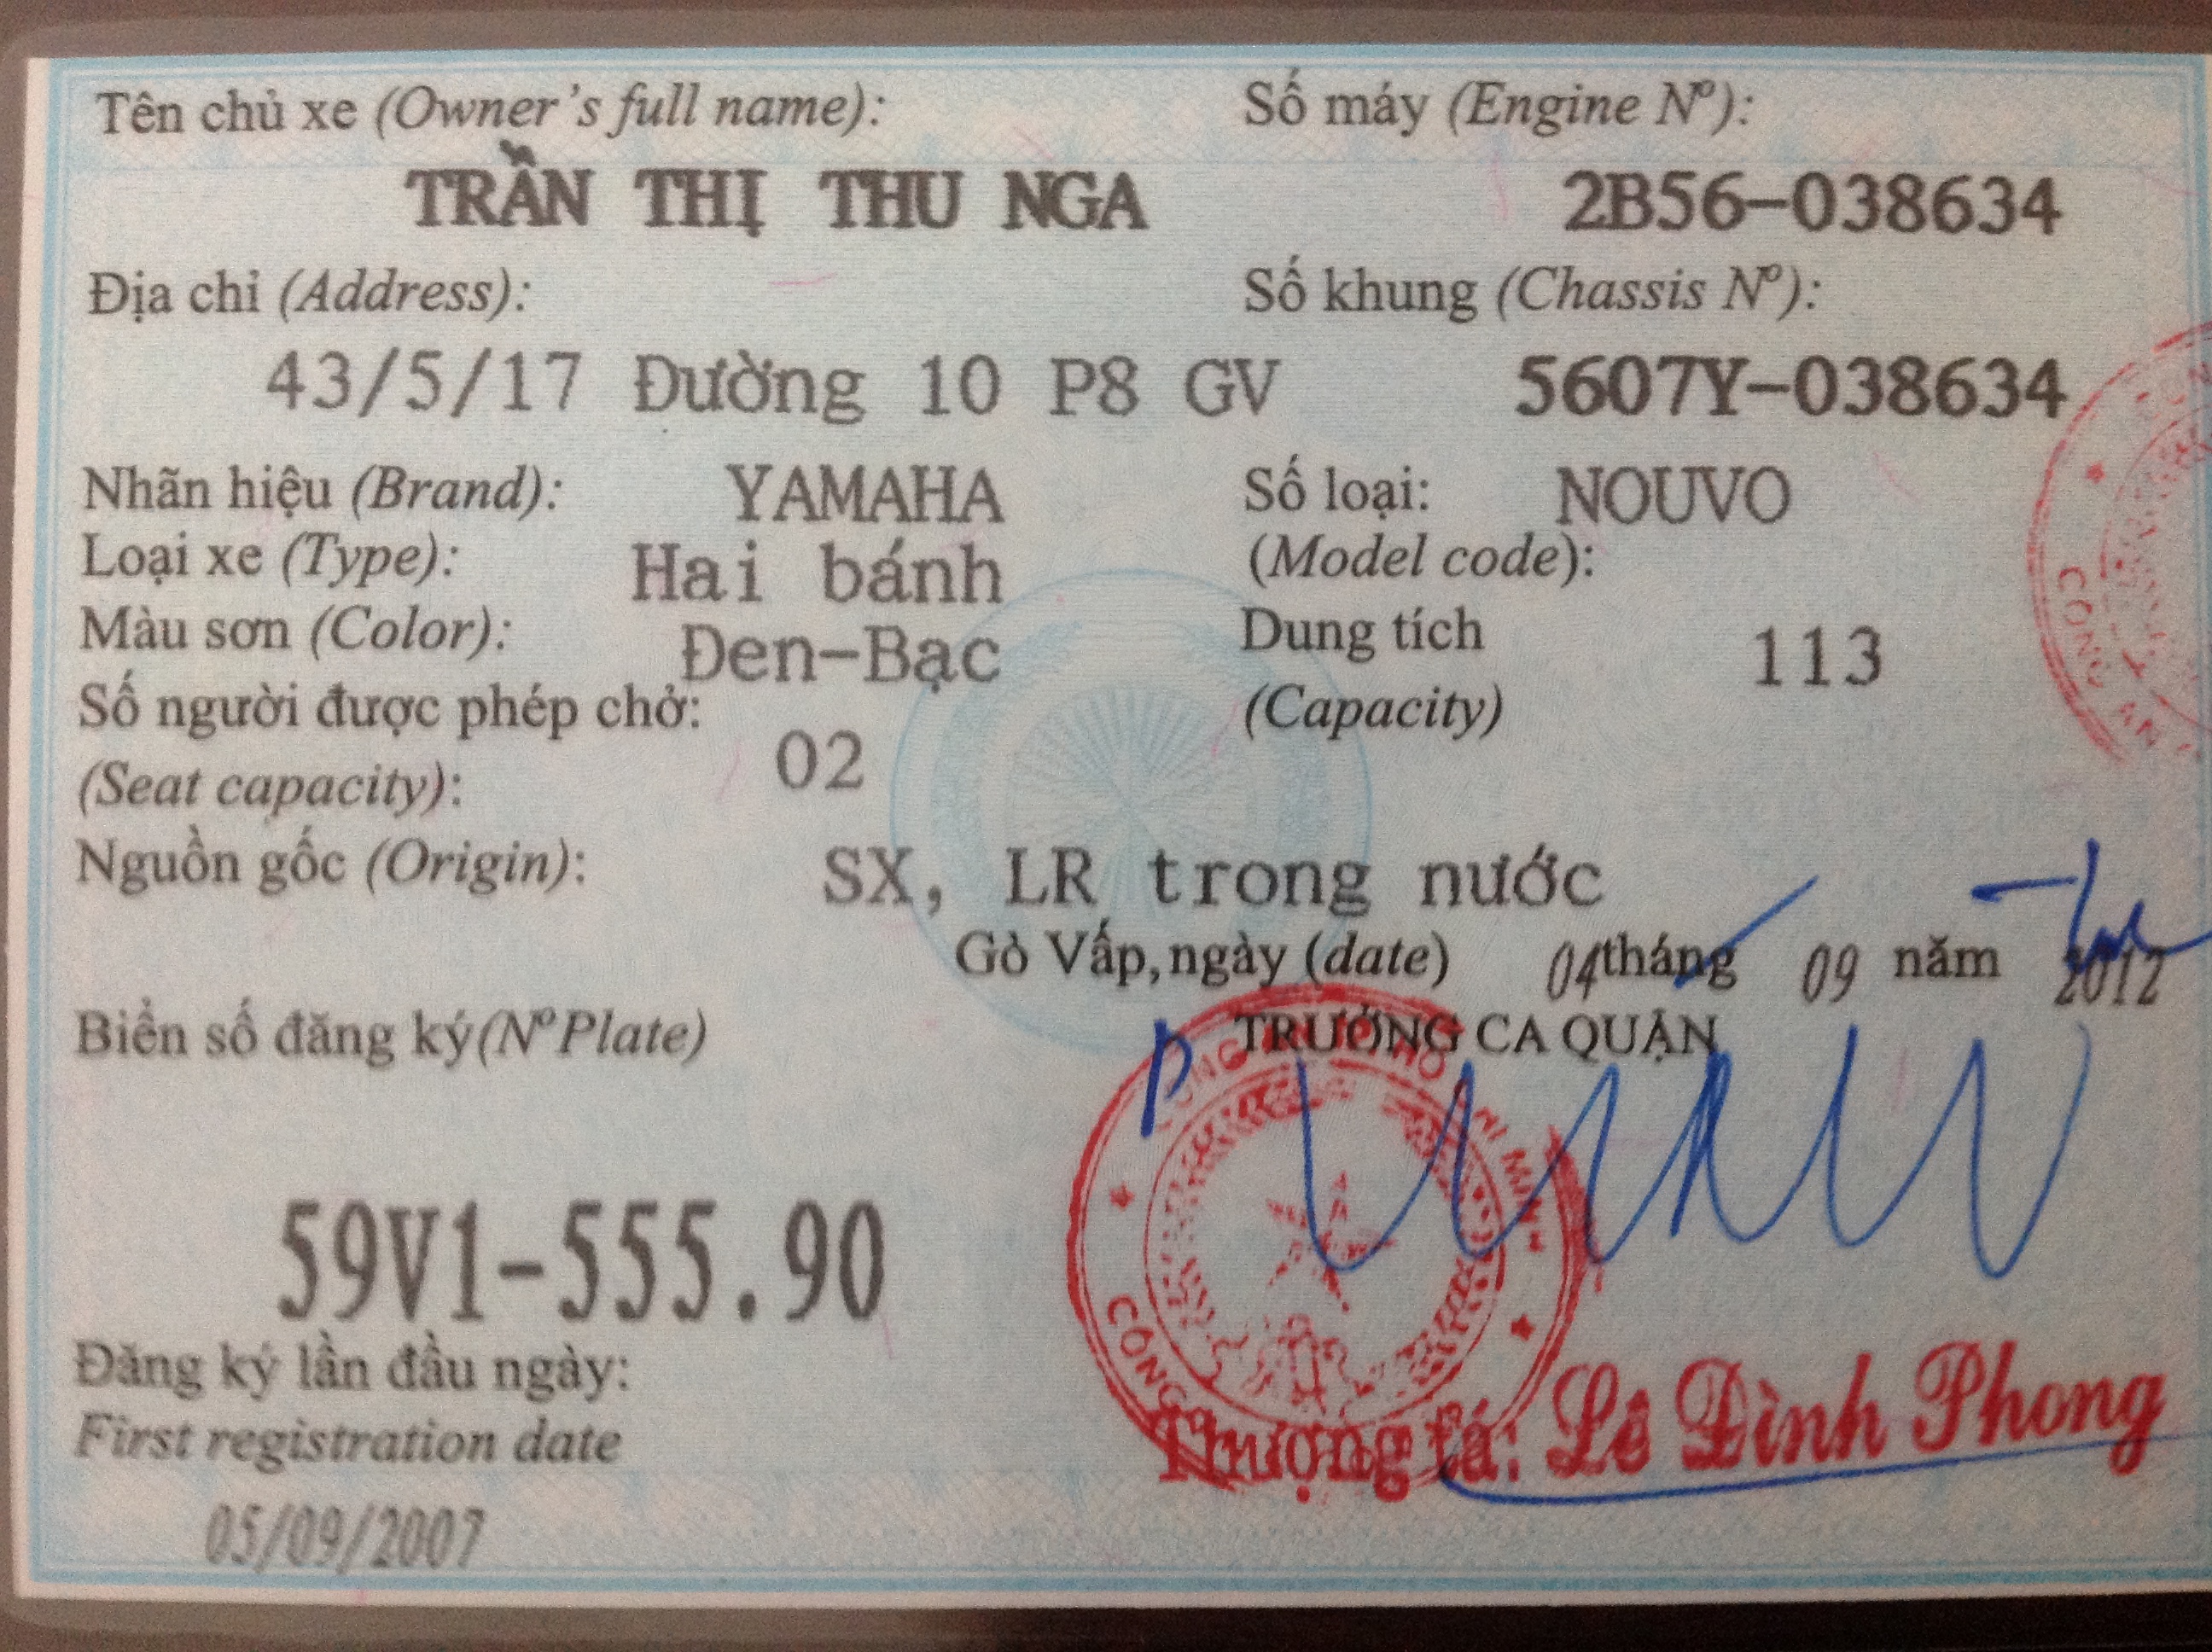 Tên chủ xe (Owner's full name):
TRẦN THỊ THU NGA
Số máy (Engine Nº):
2B56-038634
Địa chỉ (Address):
43/5/17 Đường 10 P8 GV
Số khung (Chassis Nº):
5607Y-038634
Nhãn hiệu (Brand): YAMAHA
Số loại: NOUVO
(Model code):
Loại xe (Type): Hai bánh
Màu sơn (Color): Đen-Bạc
Dung tích 113
(Capacity)
Số người được phép chở: 02
(Seat capacity):
Nguồn gốc (Origin): SX, LR trong nước
Gò Vấp, ngày (date) 04 tháng 09 năm 2012
P TRƯỞNG CA QUẬN
Biển số đăng ký (Nº Plate)
59V1-555.90
Đăng ký lần đầu ngày:
First registration date
05/09/2007
Thượng tá: Lê Đình Phong
CÔNG AN